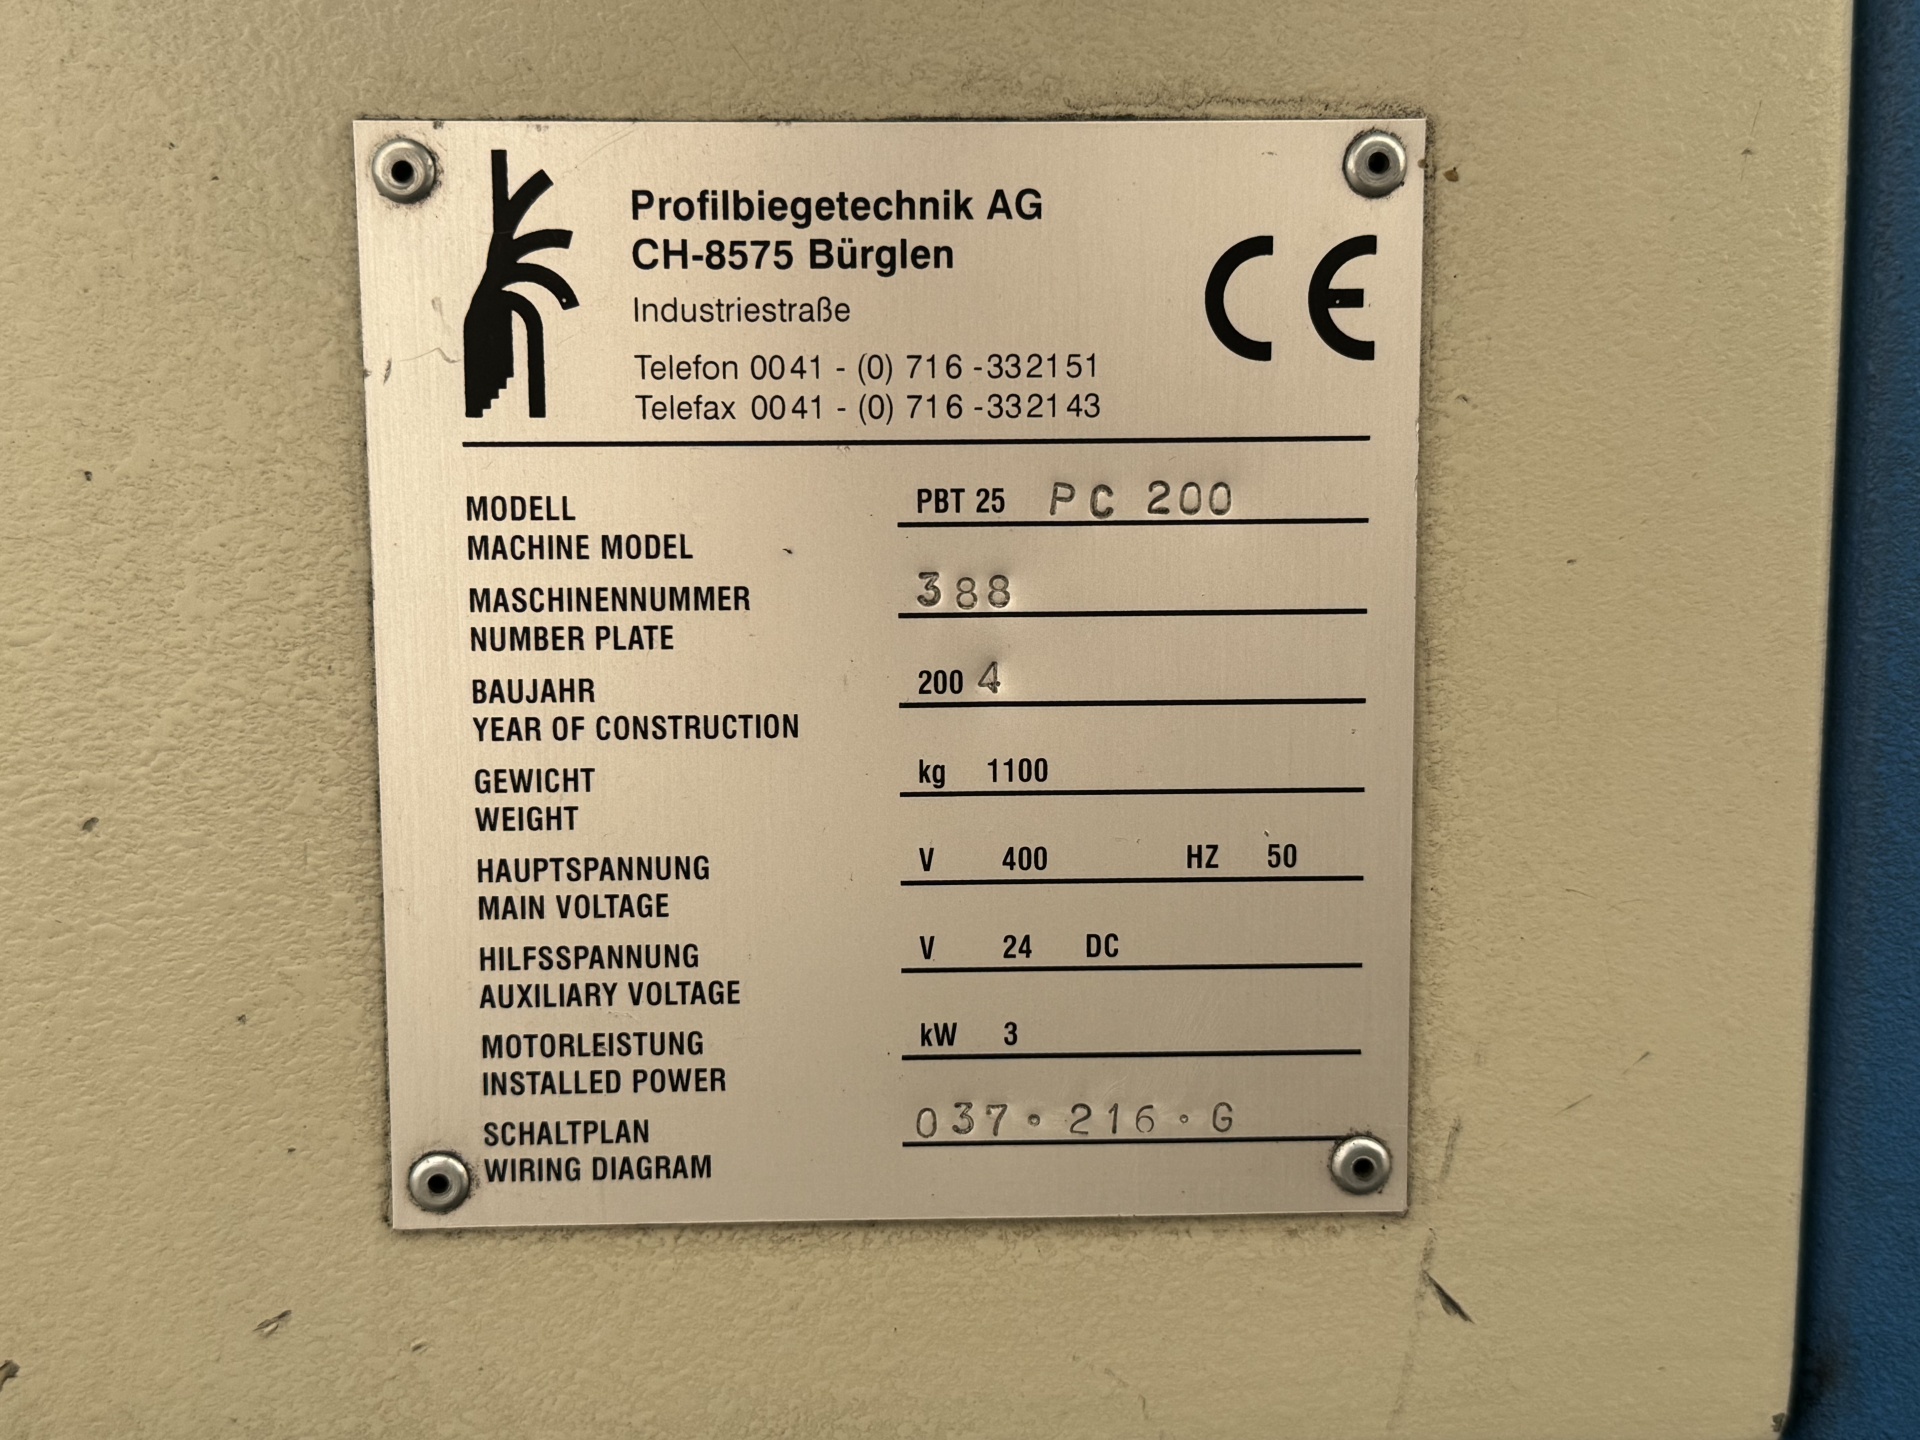 Profilbiegetechnik AG
CH-8575 Bürglen
Industriestraße
Telefon 0041 - (0) 716 -332151
Telefax 0041 - (0) 716 -332143
CE
MODELL PBT 25 PC 200
MACHINE MODEL
MASCHINENNUMMER 388
NUMBER PLATE
BAUJAHR 2004
YEAR OF CONSTRUCTION
GEWICHT kg 1100
WEIGHT
HAUPTSPANNUNG V 400 HZ 50
MAIN VOLTAGE
HILFSSPANNUNG V 24 DC
AUXILIARY VOLTAGE
MOTORLEISTUNG kW 3
INSTALLED POWER
SCHALTPLAN 037.216.G
WIRING DIAGRAM